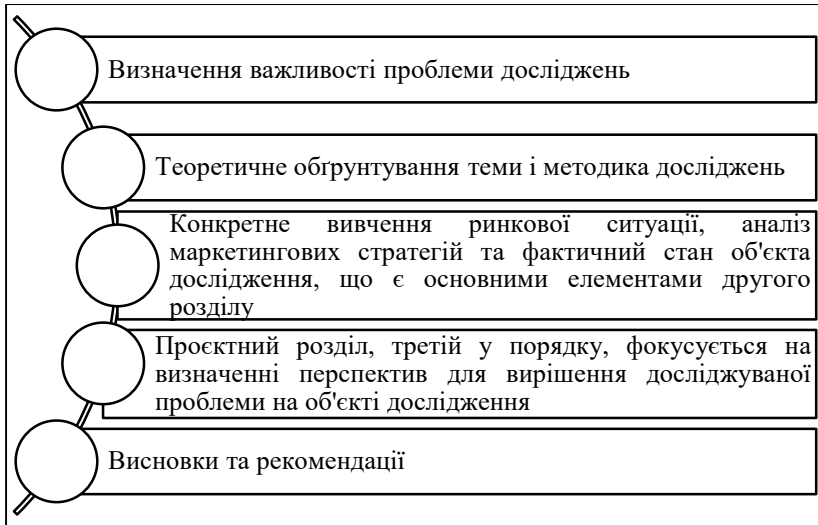 Визначення важливості проблеми досліджень
Теоретичне обґрунтування теми і методика досліджень
Конкретне вивчення ринкової ситуації, аналіз
маркетингових стратегій та фактичний стан об'єкта
дослідження, що є основними елементами другого
розділу
Проєктний розділ, третій у порядку, фокусується на
визначенні перспектив для вирішення досліджуваної
проблеми на об'єкті дослідження
Висновки та рекомендації